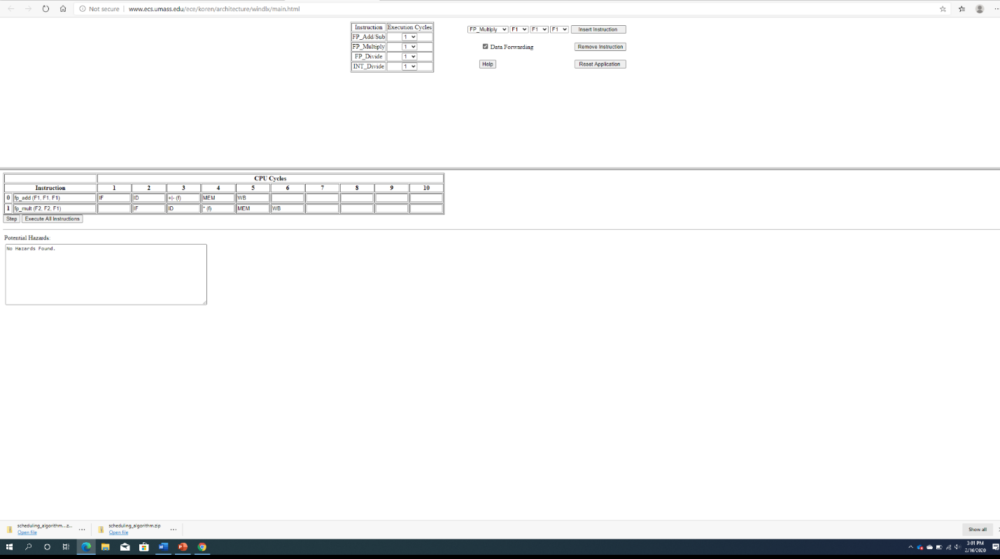 Not secure | www.ecs.umass.edu/ece/koren/architecture/windlx/main.html
Instruction Execution Cycles
FP_Add/Sub 1
FP_Multiply 1
FP_Divide 1
INT_Divide 1
FP_Multiply F1 F1 F1 Insert Instruction
Data Forwarding Remove Instruction
Help Reset Application
CPU Cycles
Instruction 1 2 3 4 5 6 7 8 9 10
0 fp_add (F1, F1, F1) IF ID +|- (f) MEM WB
1 fp_mult (F2, F2, F1) IF ID * (f) MEM WB
Step Execute All Instructions
Potential Hazards:
No Hazards Found.
scheduling_algorithm....z... scheduling_algorithm.zip
Open file Open file
Show all
3:01 PM
2/16/2020